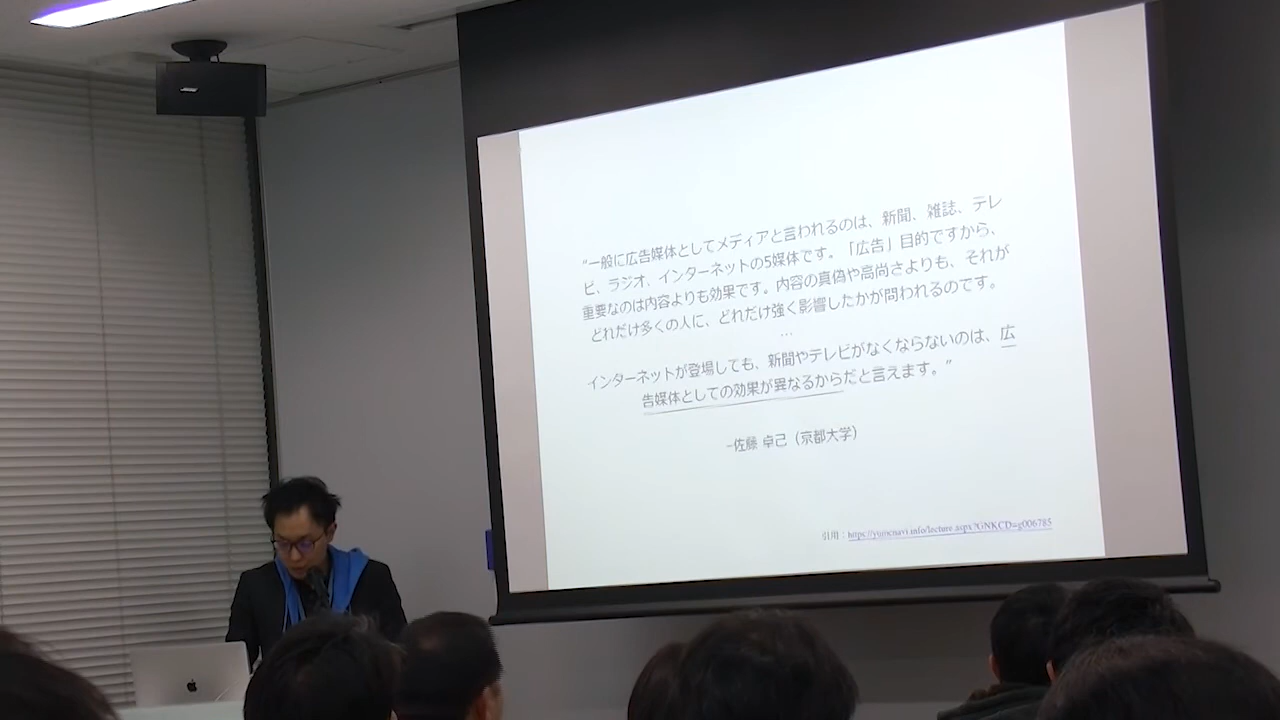 “一般に広告媒体としてメディアと言われるのは、新聞、雑誌、テレ
ビ、ラジオ、インターネットの5媒体です。「広告」目的ですから、
重要なのは内容よりも効果です。内容の真偽や高尚さよりも、それが
どれだけ多くの人に、どれだけ強く影響したかが問われるのです。
…
インターネットが登場しても、新聞やテレビがなくならないのは、広
告媒体としての効果が異なるからだと言えます。”
–佐藤 卓己（京都大学）
引用：https://yumenavi.info/lecture.aspx?GNKCD=g006785